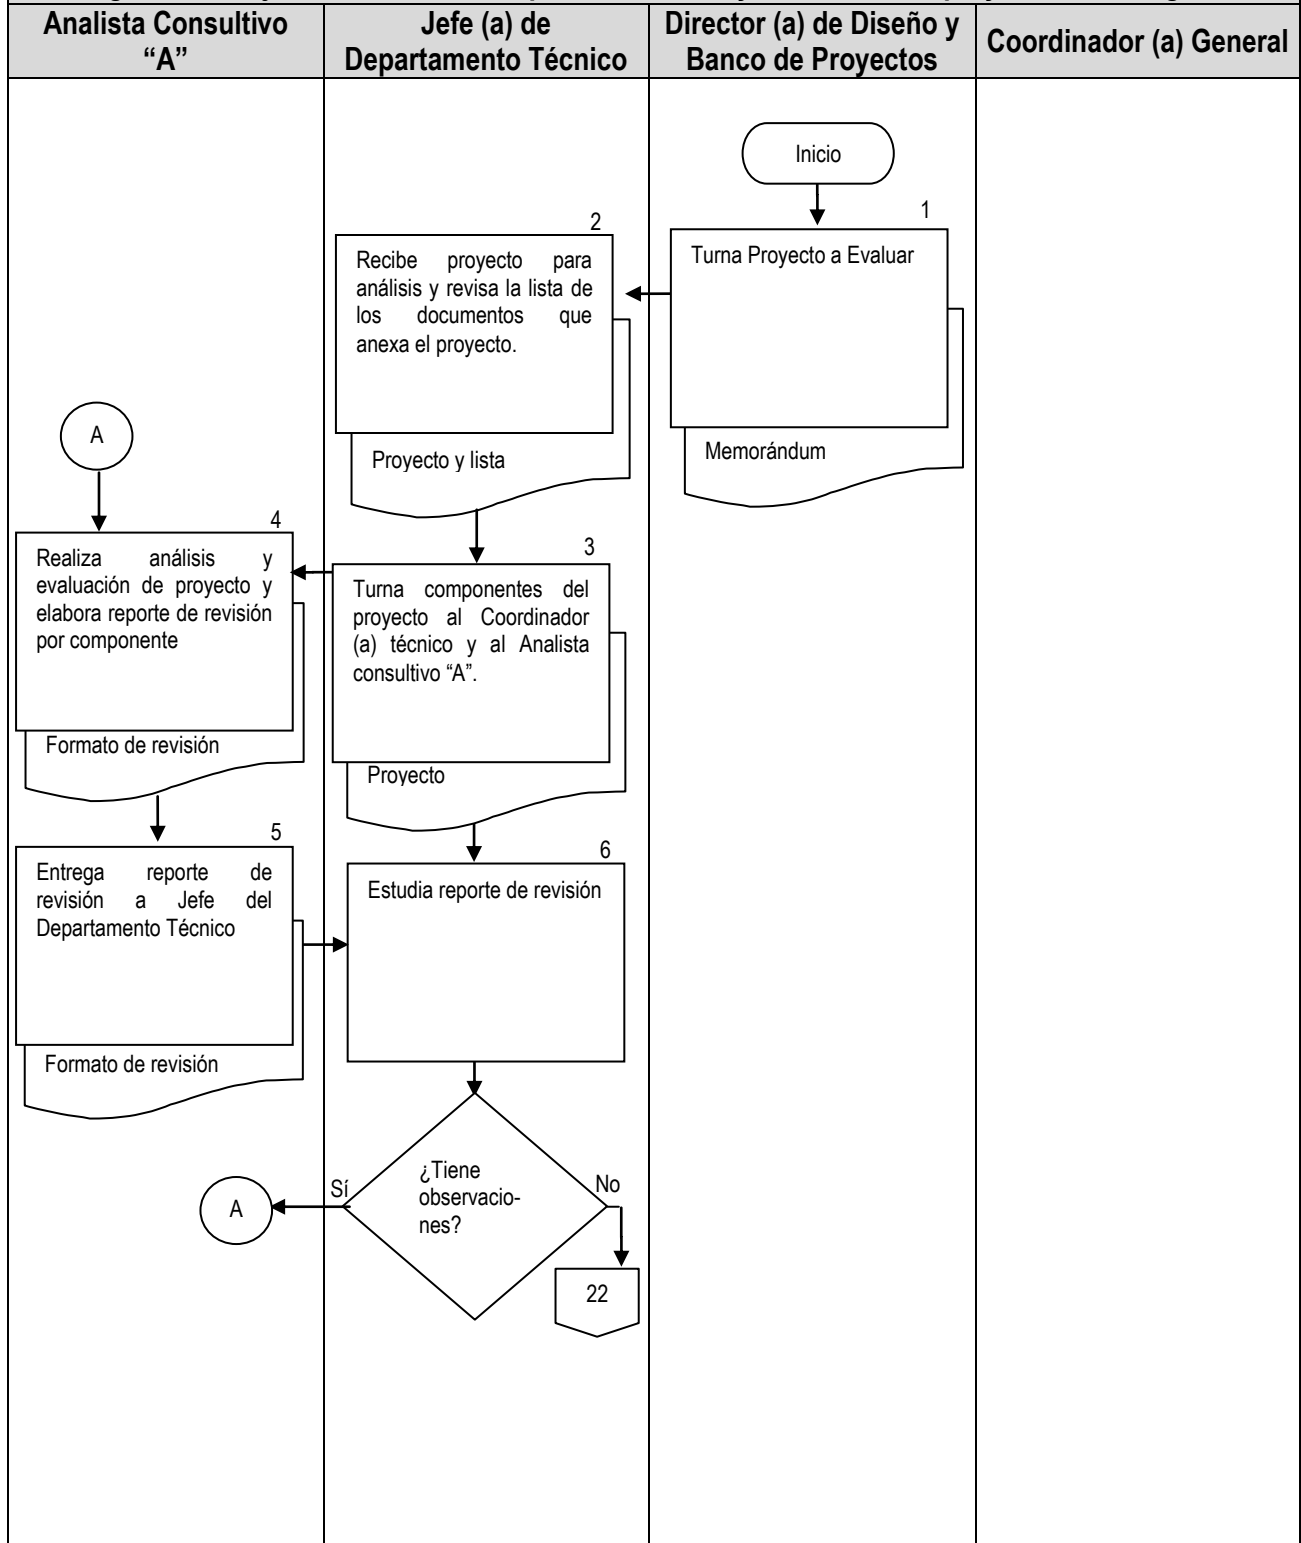 Analista Consultivo
“A”
Jefe (a) de
Departamento Técnico
Director (a) de Diseño y
Banco de Proyectos
Coordinador (a) General
Inicio
1
Turna Proyecto a Evaluar
Memorándum
2
Recibe proyecto para
análisis y revisa la lista de
los documentos que
anexa el proyecto.
Proyecto y lista
3
Turna componentes del
proyecto al Coordinador
(a) técnico y al Analista
consultivo “A”.
Proyecto
A
4
Realiza análisis y
evaluación de proyecto y
elabora reporte de revisión
por componente
Formato de revisión
5
Entrega reporte de
revisión a Jefe del
Departamento Técnico
Formato de revisión
6
Estudia reporte de revisión
¿Tiene
observacio-
nes?
Sí
No
A
22